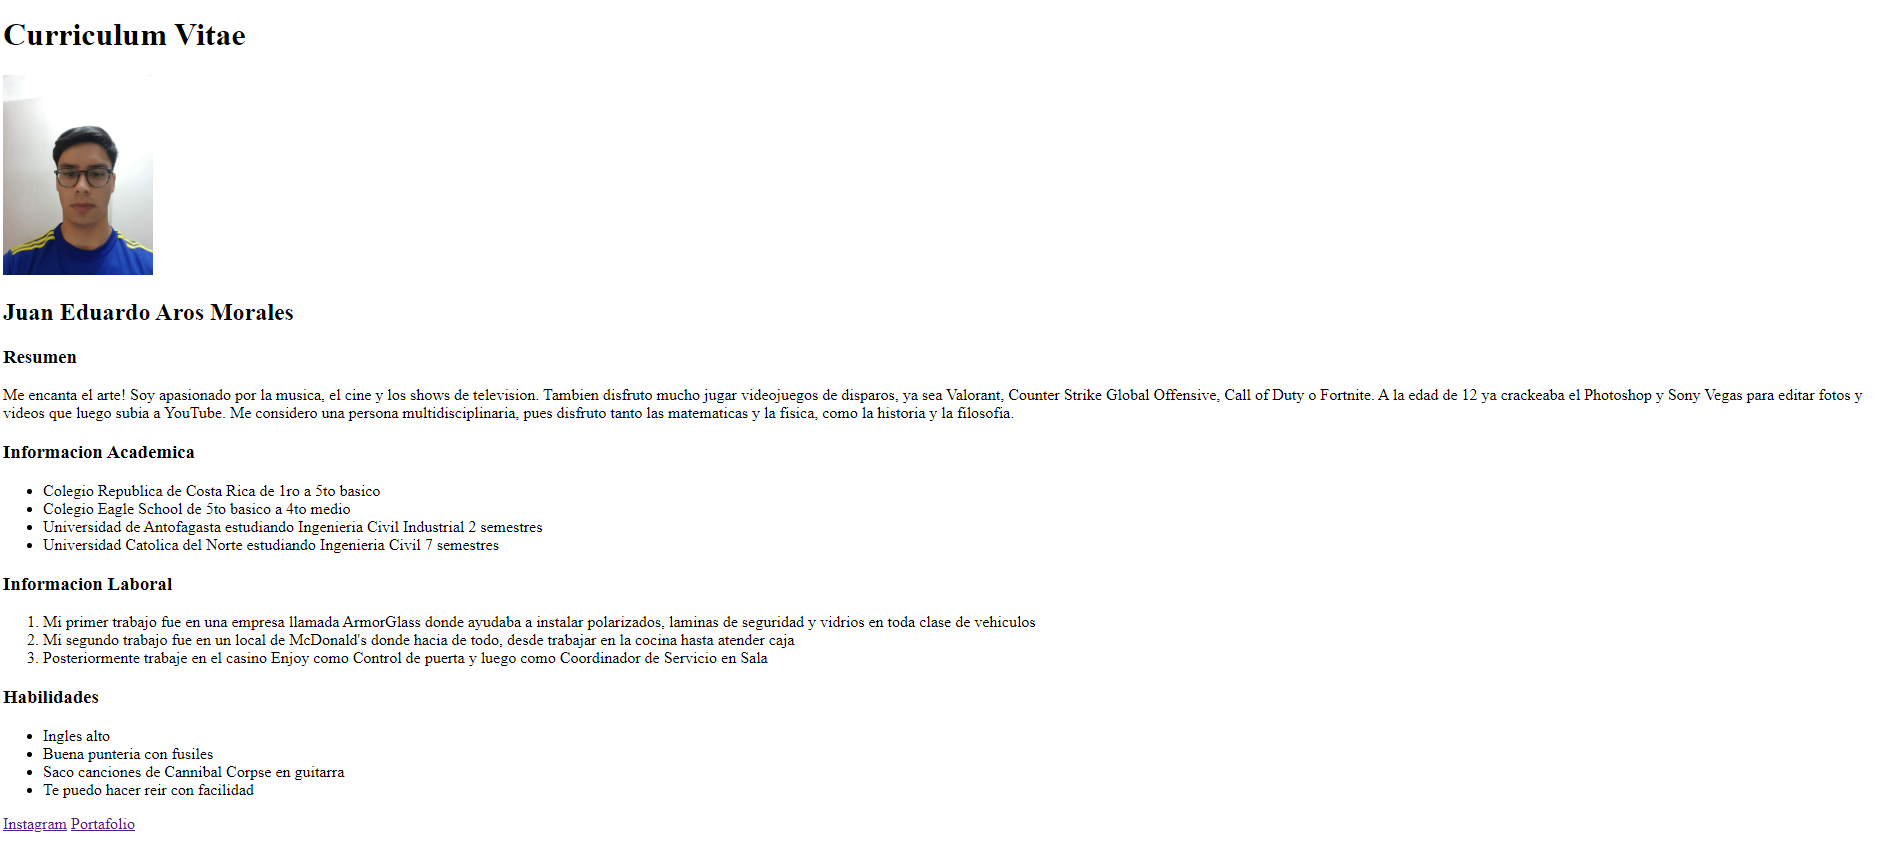 Curriculum Vitae
Juan Eduardo Aros Morales
Resumen
Me encanta el arte! Soy apasionado por la musica, el cine y los shows de television. Tambien disfruto mucho jugar videojuegos de disparos, ya sea Valorant, Counter Strike Global Offensive, Call of Duty o Fortnite. A la edad de 12 ya crackeaba el Photoshop y Sony Vegas para editar fotos y
videos que luego subia a YouTube. Me considero una persona multidisciplinaria, pues disfruto tanto las matematicas y la fisica, como la historia y la filosofia.
Informacion Academica
• Colegio Republica de Costa Rica de 1ro a 5to basico
• Colegio Eagle School de 5to basico a 4to medio
• Universidad de Antofagasta estudiando Ingenieria Civil Industrial 2 semestres
• Universidad Catolica del Norte estudiando Ingenieria Civil 7 semestres
Informacion Laboral
1. Mi primer trabajo fue en una empresa llamada ArmorGlass donde ayudaba a instalar polarizados, laminas de seguridad y vidrios en toda clase de vehiculos
2. Mi segundo trabajo fue en un local de McDonald's donde hacia de todo, desde trabajar en la cocina hasta atender caja
3. Posteriormente trabaje en el casino Enjoy como Control de puerta y luego como Coordinador de Servicio en Sala
Habilidades
• Ingles alto
• Buena punteria con fusiles
• Saco canciones de Cannibal Corpse en guitarra
• Te puedo hacer reir con facilidad
Instagram Portafolio